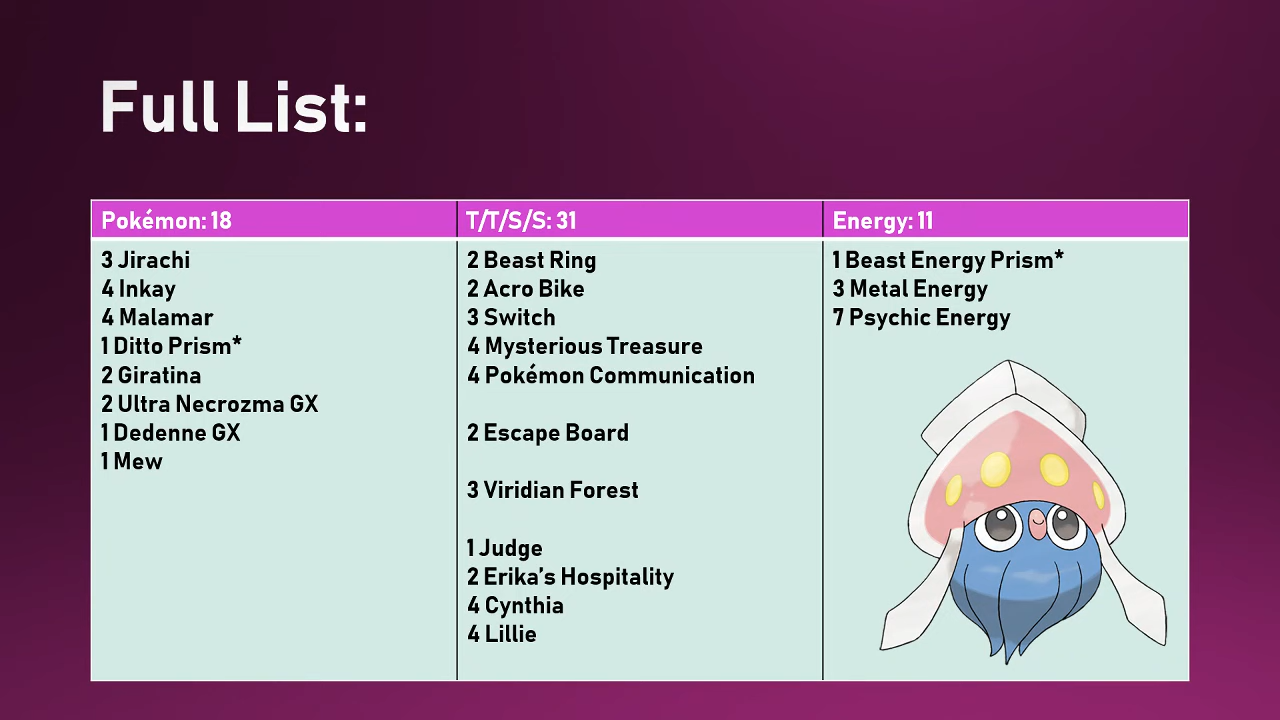 Full List:
Pokémon: 18
3 Jirachi
4 Inkay
4 Malamar
1 Ditto Prism*
2 Giratina
2 Ultra Necrozma GX
1 Dedenne GX
1 Mew
T/T/S/S: 31
2 Beast Ring
2 Acro Bike
3 Switch
4 Mysterious Treasure
4 Pokémon Communication
2 Escape Board
3 Viridian Forest
1 Judge
2 Erika's Hospitality
4 Cynthia
4 Lillie
Energy: 11
1 Beast Energy Prism*
3 Metal Energy
7 Psychic Energy